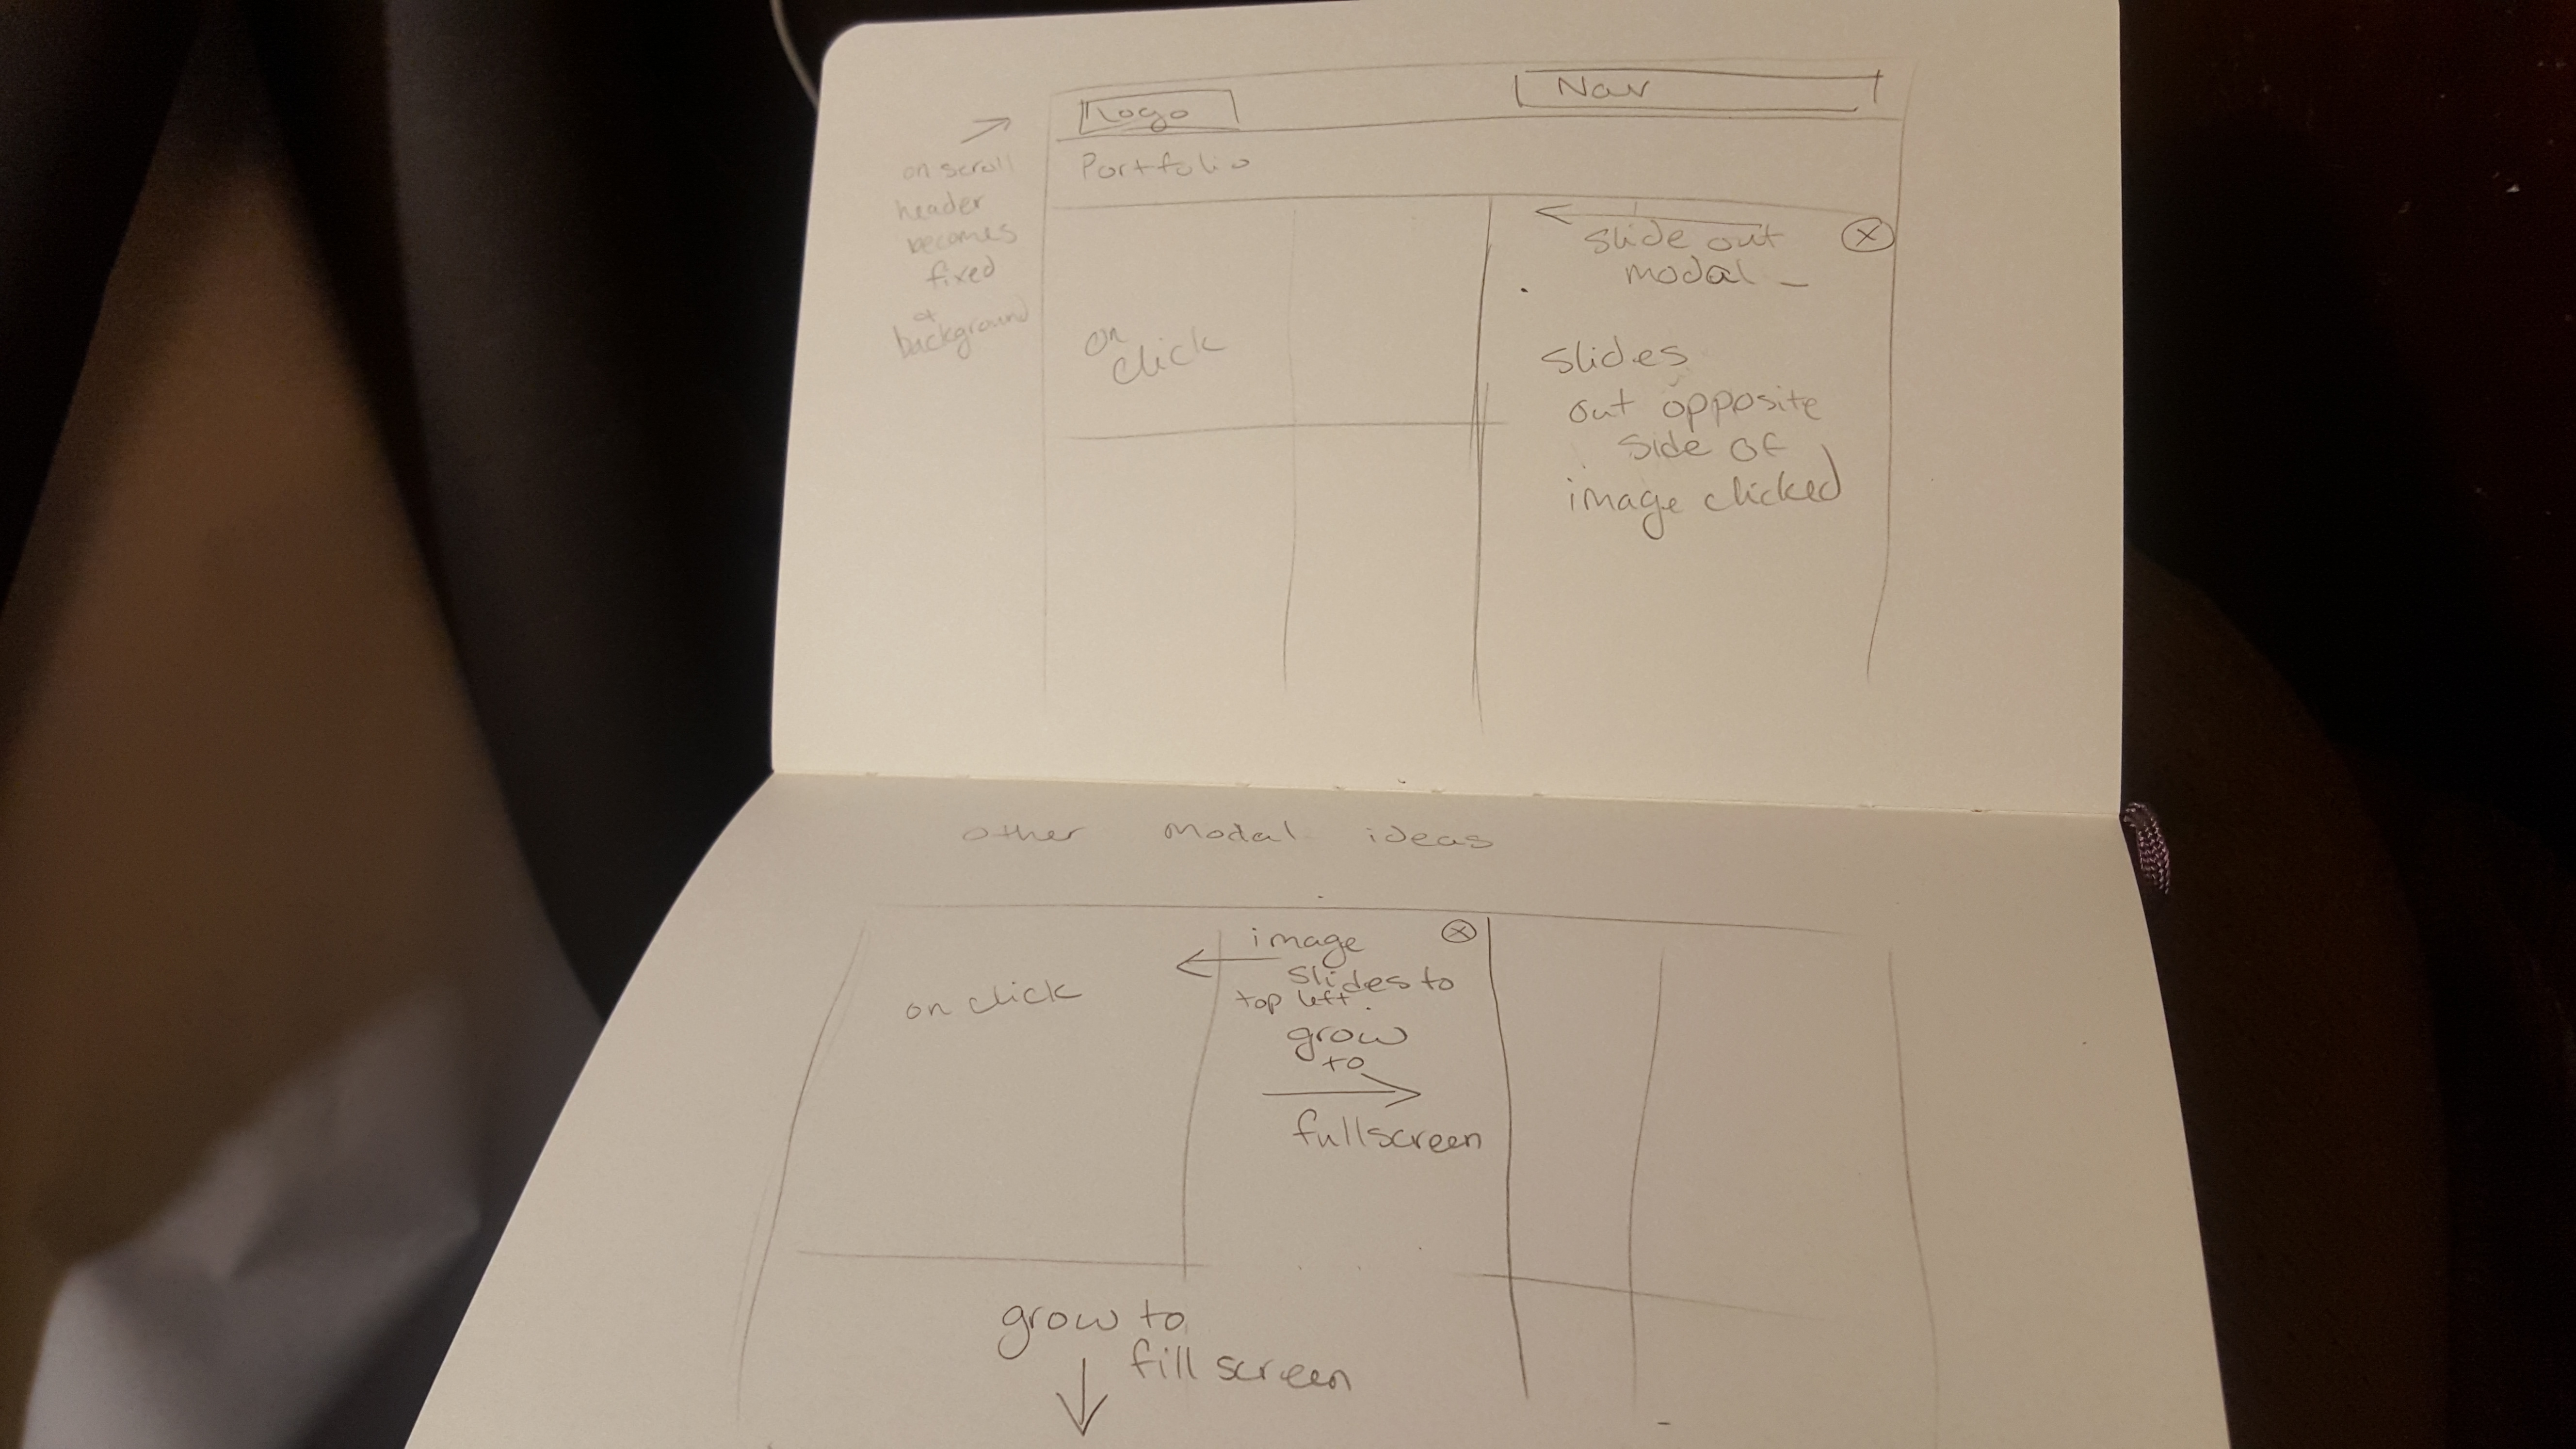 Logo
Nav
Portfolio
on scroll
header
becomes
fixed
background
on
click
slide out
modal
X
slides
out opposite
side of
image clicked
other modal ideas
on click
image
slides to
top left.
grow
to
fullscreen
X
grow to
fill screen